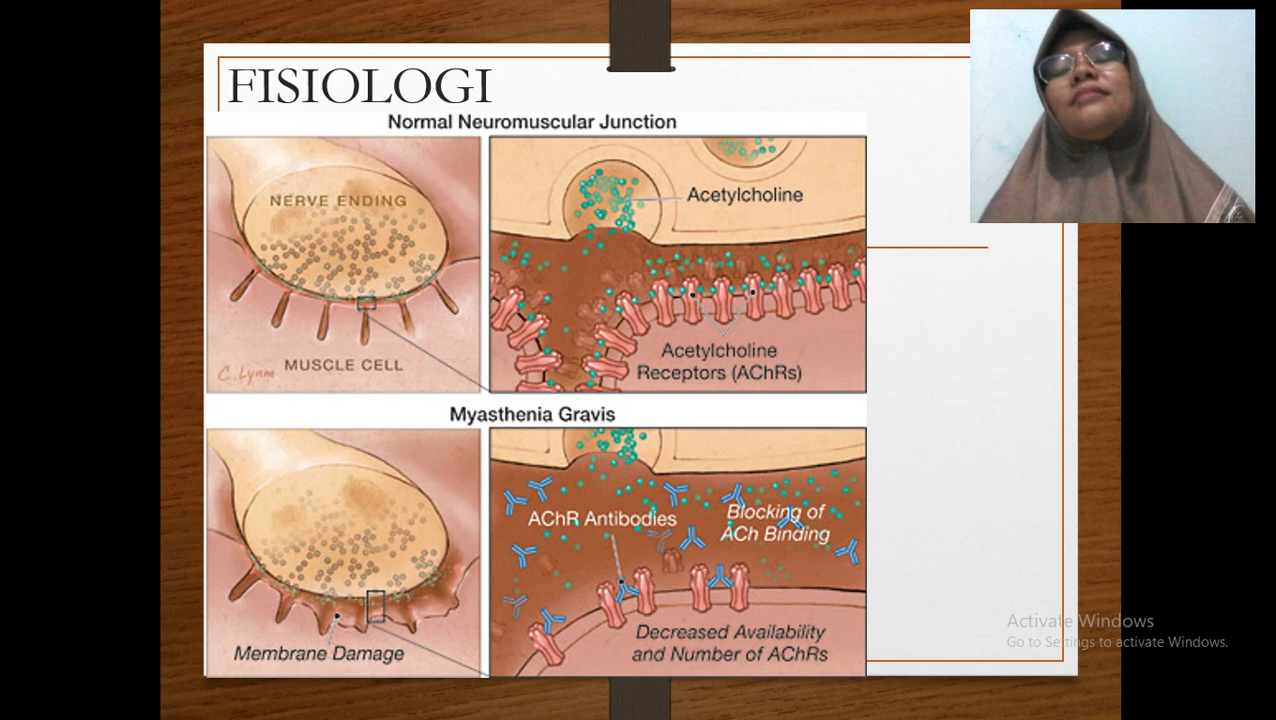 FISIOLOGI
Normal Neuromuscular Junction
NERVE ENDING
MUSCLE CELL
C. Lynm
Acetylcholine
Acetylcholine
Receptors (AChRs)
Myasthenia Gravis
Membrane Damage
AChR Antibodies
Blocking of
ACh Binding
Decreased Availability
and Number of AChRs
Activate Windows
Go to Settings to activate Windows.